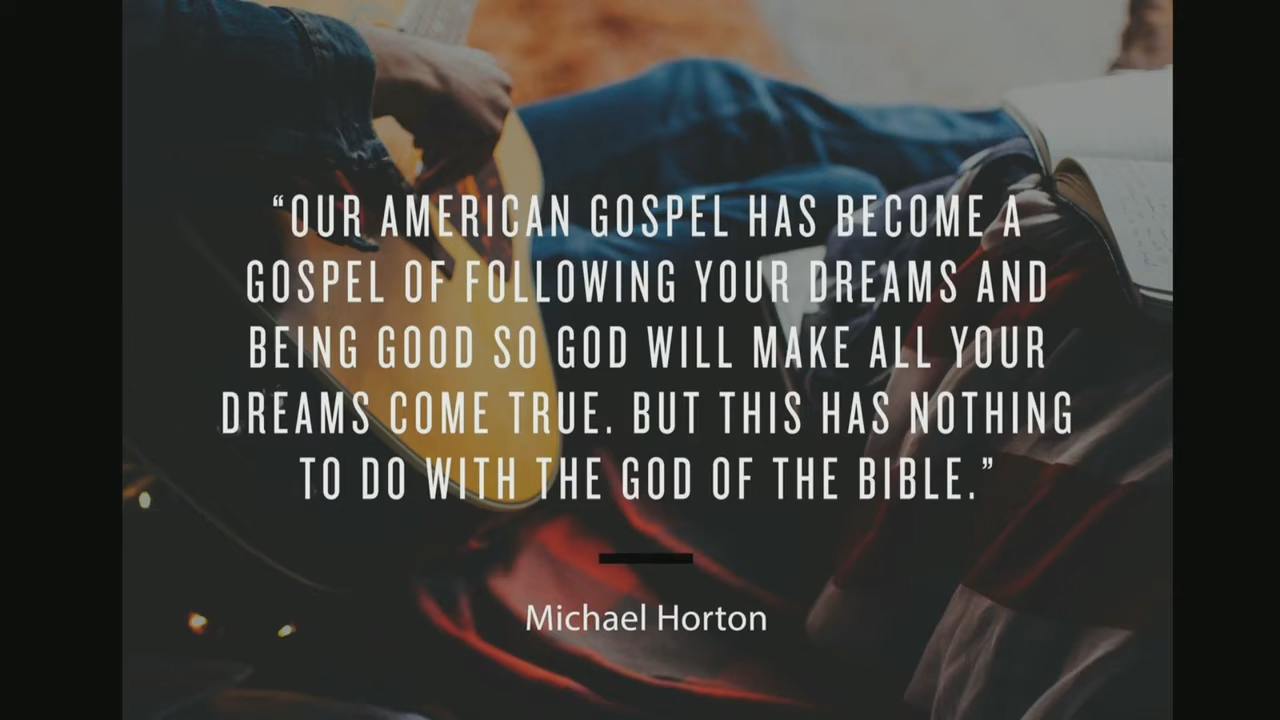 “OUR AMERICAN GOSPEL HAS BECOME A
GOSPEL OF FOLLOWING YOUR DREAMS AND
BEING GOOD SO GOD WILL MAKE ALL YOUR
DREAMS COME TRUE. BUT THIS HAS NOTHING
TO DO WITH THE GOD OF THE BIBLE.”
Michael Horton